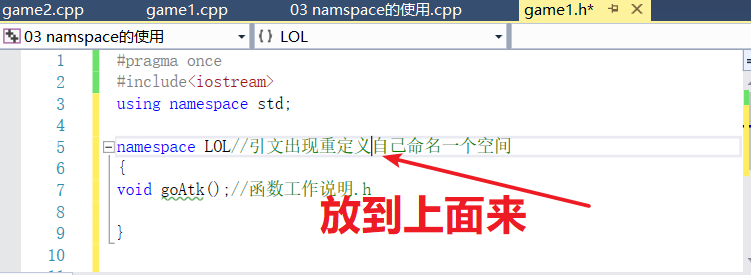 game2.cpp game1.cpp 03 namspace的使用.cpp game1.h*
03 namspace的使用 {} LOL
1 #pragma once
2 #include<iostream>
3 using namespace std;
4
5 namespace LOL//引文出现重定义自己命名一个空间
6 {
7 void goAtk();//函数工作说明.h
8
9 }
10
放到上面来